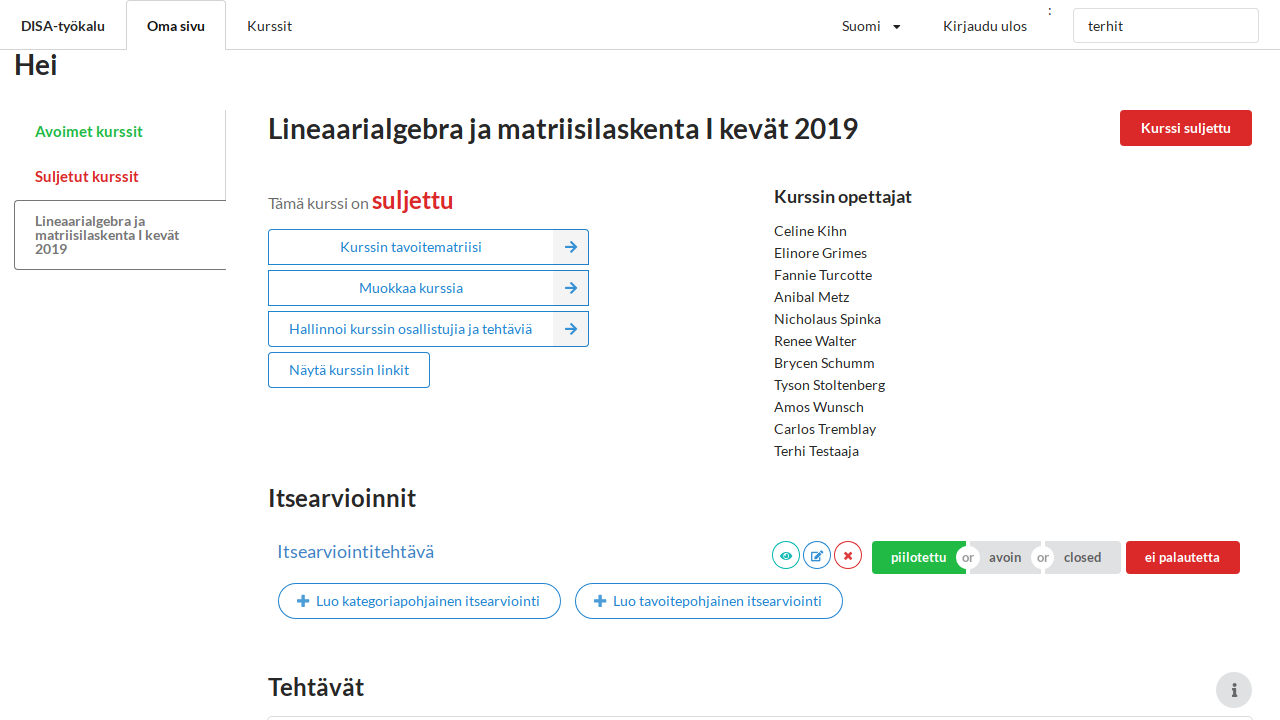 DISA-työkalu
Oma sivu
Kurssit
Suomi
Kirjaudu ulos
:
terhit
Hei
Avoimet kurssit
Suljetut kurssit
Lineaarialgebra ja
matriisilaskenta I kevät
2019
Lineaarialgebra ja matriisilaskenta I kevät 2019
Kurssi suljettu
Tämä kurssi on suljettu
Kurssin tavoitematriisi
Muokkaa kurssia
Hallinnoi kurssin osallistujia ja tehtäviä
Näytä kurssin linkit
Kurssin opettajat
Celine Kihn
Elinore Grimes
Fannie Turcotte
Anibal Metz
Nicholaus Spinka
Renee Walter
Brycen Schumm
Tyson Stoltenberg
Amos Wunsch
Carlos Tremblay
Terhi Testaaja
Itsearvioinnit
Itsearviointitehtävä
piilotettu or avoin or closed
ei palautetta
Luo kategoriapohjainen itsearviointi
Luo tavoitepohjainen itsearviointi
Tehtävät